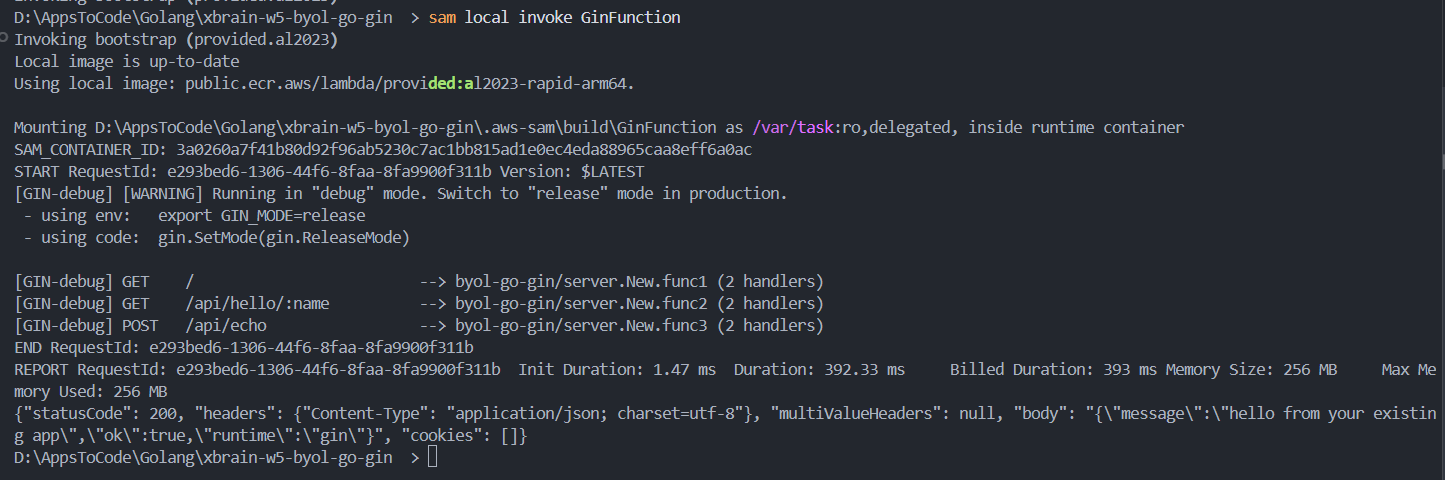 D:\AppsToCode\Golang\xbrain-w5-byol-go-gin  > sam local invoke GinFunction
Invoking bootstrap (provided.al2023)
Local image is up-to-date
Using local image: public.ecr.aws/lambda/provided:al2023-rapid-arm64.
Mounting D:\AppsToCode\Golang\xbrain-w5-byol-go-gin\.aws-sam\build\GinFunction as /var/task:ro,delegated, inside runtime container
SAM_CONTAINER_ID: 3a0260a7f41b80d92f96ab5230c7ac1bb815ad1e0ec4eda88965caa8eff6a0ac
START RequestId: e293bed6-1306-44f6-8faa-8fa9900f311b Version: $LATEST
[GIN-debug] [WARNING] Running in "debug" mode. Switch to "release" mode in production.
 - using env:   export GIN_MODE=release
 - using code:  gin.SetMode(gin.ReleaseMode)
[GIN-debug] GET    /                         --> byol-go-gin/server.New.func1 (2 handlers)
[GIN-debug] GET    /api/hello/:name          --> byol-go-gin/server.New.func2 (2 handlers)
[GIN-debug] POST   /api/echo                 --> byol-go-gin/server.New.func3 (2 handlers)
END RequestId: e293bed6-1306-44f6-8faa-8fa9900f311b
REPORT RequestId: e293bed6-1306-44f6-8faa-8fa9900f311b  Init Duration: 1.47 ms  Duration: 392.33 ms     Billed Duration: 393 ms Memory Size: 256 MB     Max Me
mory Used: 256 MB
{"statusCode": 200, "headers": {"Content-Type": "application/json; charset=utf-8"}, "multiValueHeaders": null, "body": "{\"message\":\"hello from your existin
g app\",\"ok\":true,\"runtime\":\"gin\"}", "cookies": []}
D:\AppsToCode\Golang\xbrain-w5-byol-go-gin  >